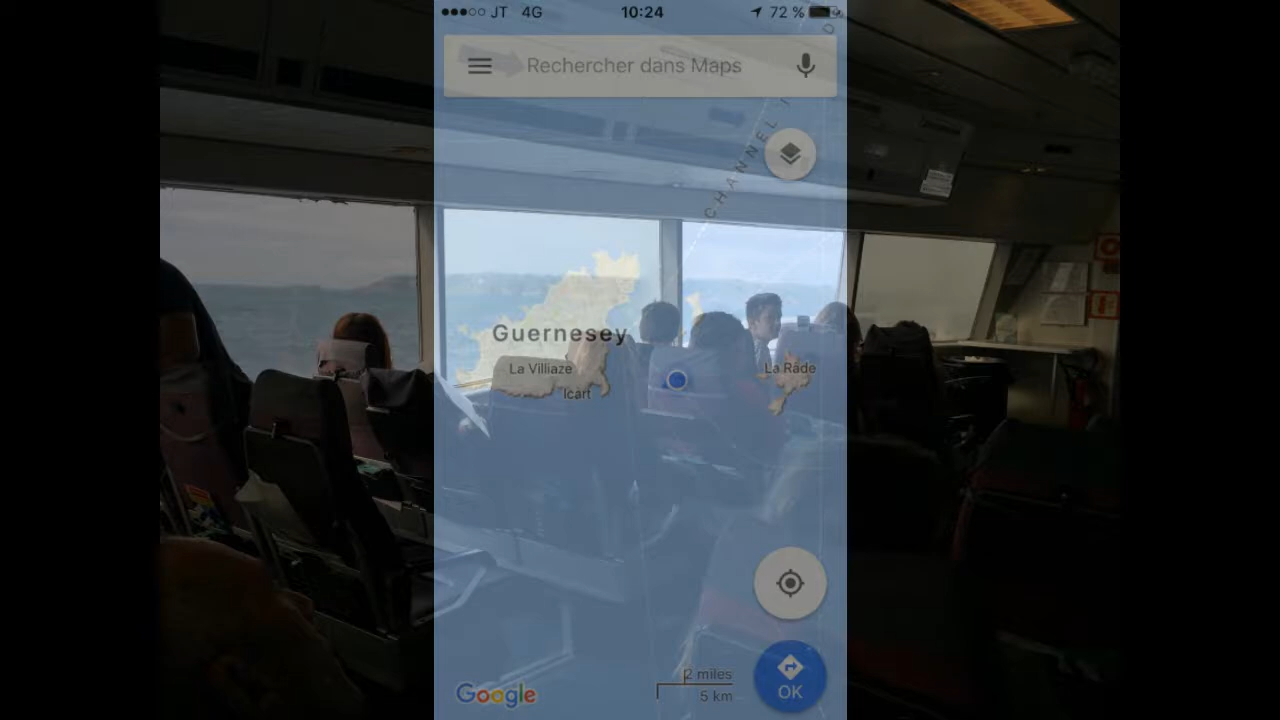 JT 4G 10:24 72 %
Rechercher dans Maps
CHANNEL I
D
Guernesey
La Villiaze
La Rade
Icart
2 miles
5 km
Google
OK